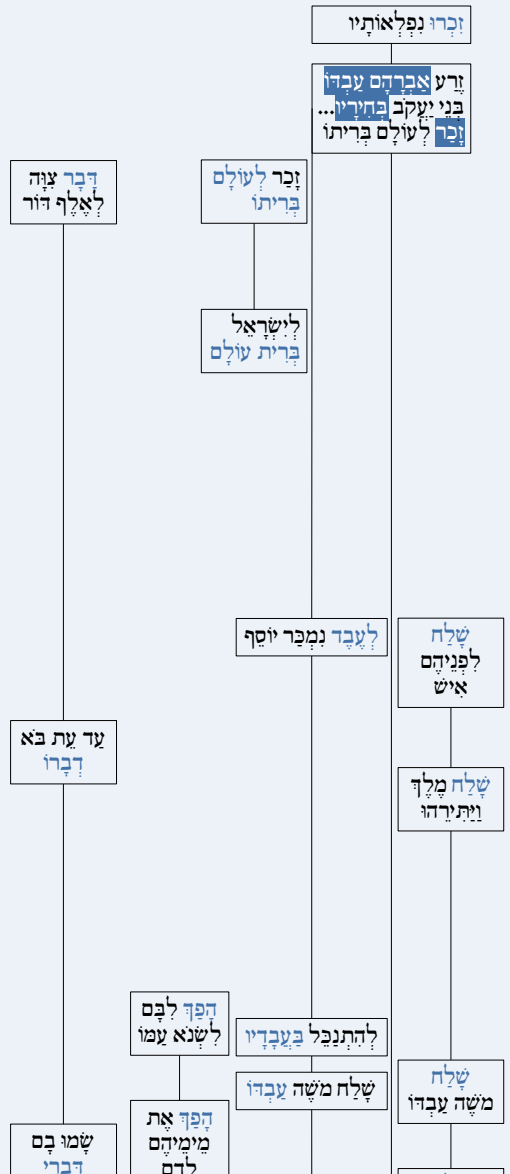 זִכְרוּ נִפְלְאוֹתָיו
זֶרַע אַבְרָהָם עַבְדּוֹ
בְּנֵי יַעֲקֹב בְּחִירָיו...
זָכַר לְעוֹלָם בְּרִיתוֹ
זָכַר לְעוֹלָם
בְּרִיתוֹ
דָּבָר צִוָּה
לְאֶלֶף דּוֹר
לְיִשְׂרָאֵל
בְּרִית עוֹלָם
שָׁלַח
לִפְנֵיהֶם
אִישׁ
לְעֶבֶד נִמְכַּר יוֹסֵף
עַד עֵת בֹּא
דְבָרוֹ
שָׁלַח מֶלֶךְ
וַיַּתִּירֵהוּ
הָפַךְ לִבָּם
לִשְׂנֹא עַמּוֹ
לְהִתְנַכֵּל בַּעֲבָדָיו
שָׁלַח
מֹשֶׁה עַבְדּוֹ
שָׁלַח מֹשֶׁה עַבְדּוֹ
הָפַךְ אֶת
מֵימֵיהֶם
לְדָם
שָׂמוּ בָם
דִּבְרֵי